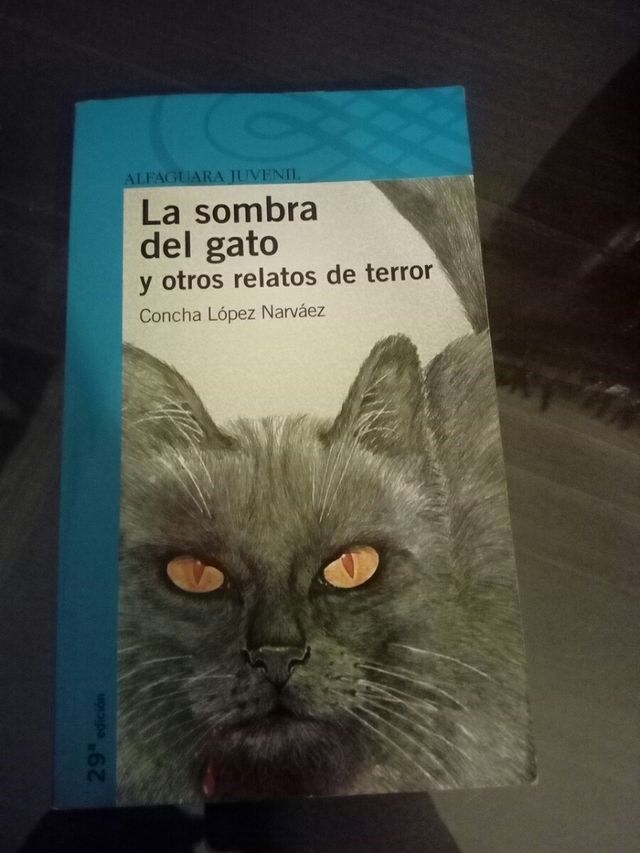 ALFAGUARA JUVENIL
La sombra
del gato
y otros relatos de terror
Concha López Narváez
29ª edición